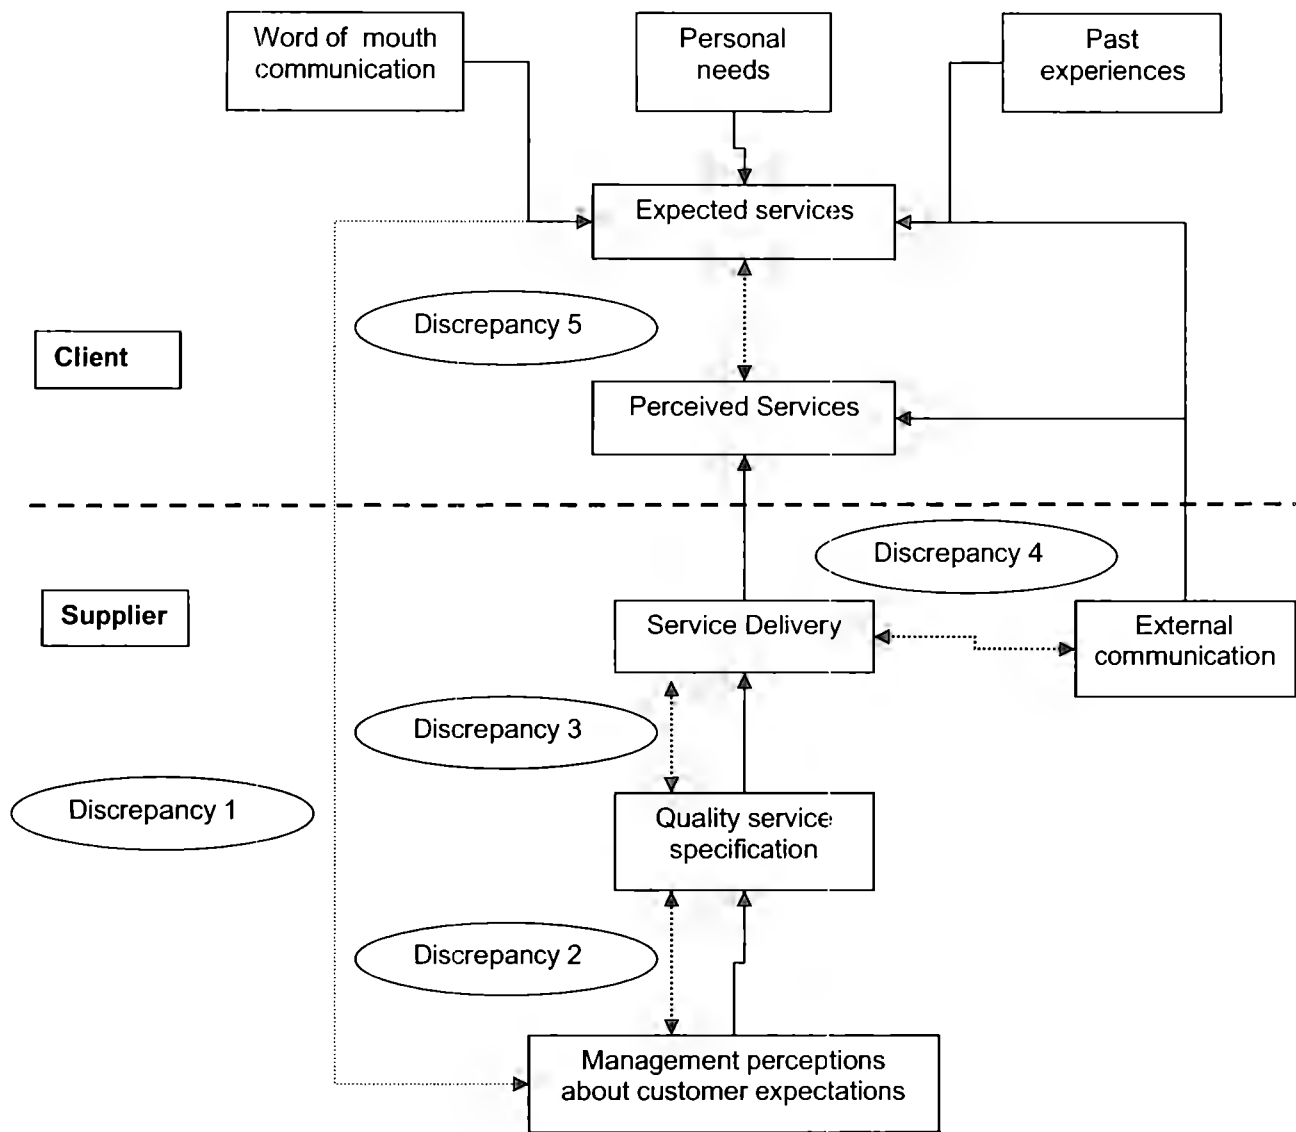 Word of mouth
communication
Personal
needs
Past
experiences
Expected services
Discrepancy 5
Client
Perceived Services
Discrepancy 4
Supplier
Service Delivery
External
communication
Discrepancy 3
Discrepancy 1
Quality service
specification
Discrepancy 2
Management perceptions
about customer expectations